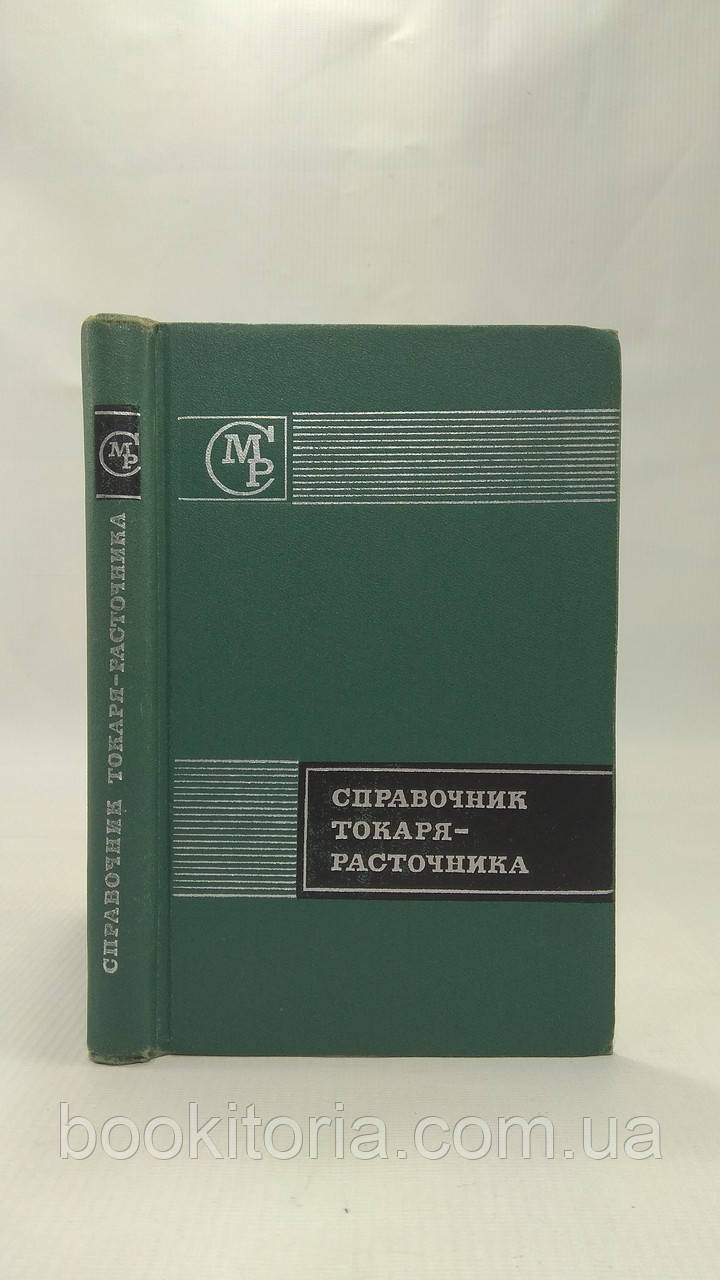 СМР
СПРАВОЧНИК ТОКАРЯ-РАСТОЧНИКА
СМР
СПРАВОЧНИК
ТОКАРЯ-
РАСТОЧНИКА
bookitoria.com.ua